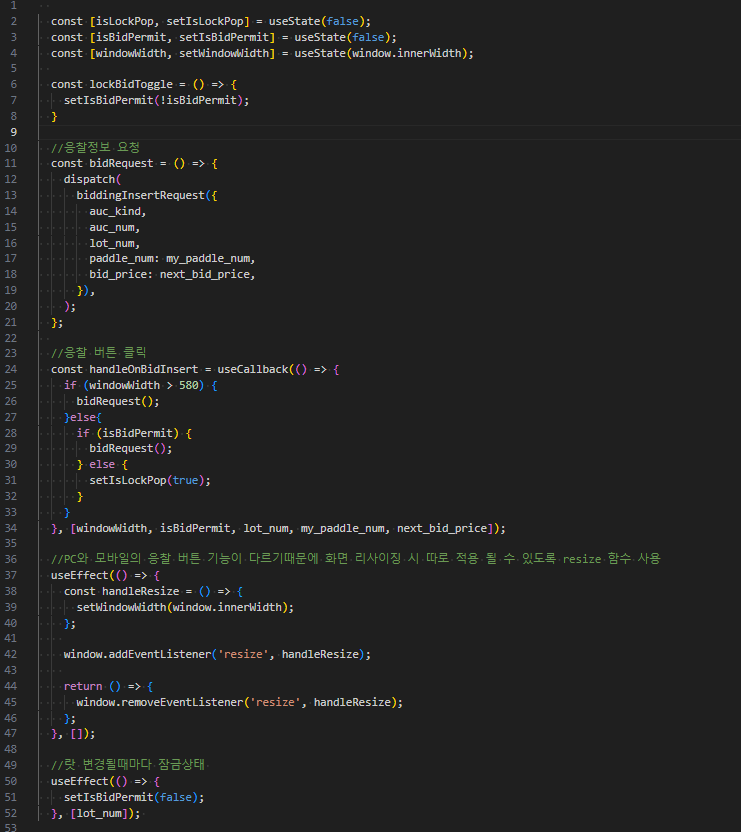 1
2 const [isLockPop, setIsLockPop] = useState(false);
3 const [isBidPermit, setIsBidPermit] = useState(false);
4 const [windowWidth, setWindowWidth] = useState(window.innerWidth);
5
6 const lockBidToggle = () => {
7 setIsBidPermit(!isBidPermit);
8 }
9
10 //응찰정보 요청
11 const bidRequest = () => {
12 dispatch(
13 biddingInsertRequest({
14 auc_kind,
15 auc_num,
16 lot_num,
17 paddle_num: my_paddle_num,
18 bid_price: next_bid_price,
19 }),
20 );
21 };
22
23 //응찰 버튼 클릭
24 const handleOnBidInsert = useCallback(() => {
25 if (windowWidth > 580) {
26 bidRequest();
27 }else{
28 if (isBidPermit) {
29 bidRequest();
30 } else {
31 setIsLockPop(true);
32 }
33 }
34 }, [windowWidth, isBidPermit, lot_num, my_paddle_num, next_bid_price]);
35
36 //PC와 모바일의 응찰 버튼 기능이 다르기때문에 화면 리사이징 시 따로 적용 될 수 있도록 resize 함수 사용
37 useEffect(() => {
38 const handleResize = () => {
39 setWindowWidth(window.innerWidth);
40 };
41
42 window.addEventListener('resize', handleResize);
43
44 return () => {
45 window.removeEventListener('resize', handleResize);
46 };
47 }, []);
48
49 //랏 변경될때마다 잠금상태
50 useEffect(() => {
51 setIsBidPermit(false);
52 }, [lot_num]);
53